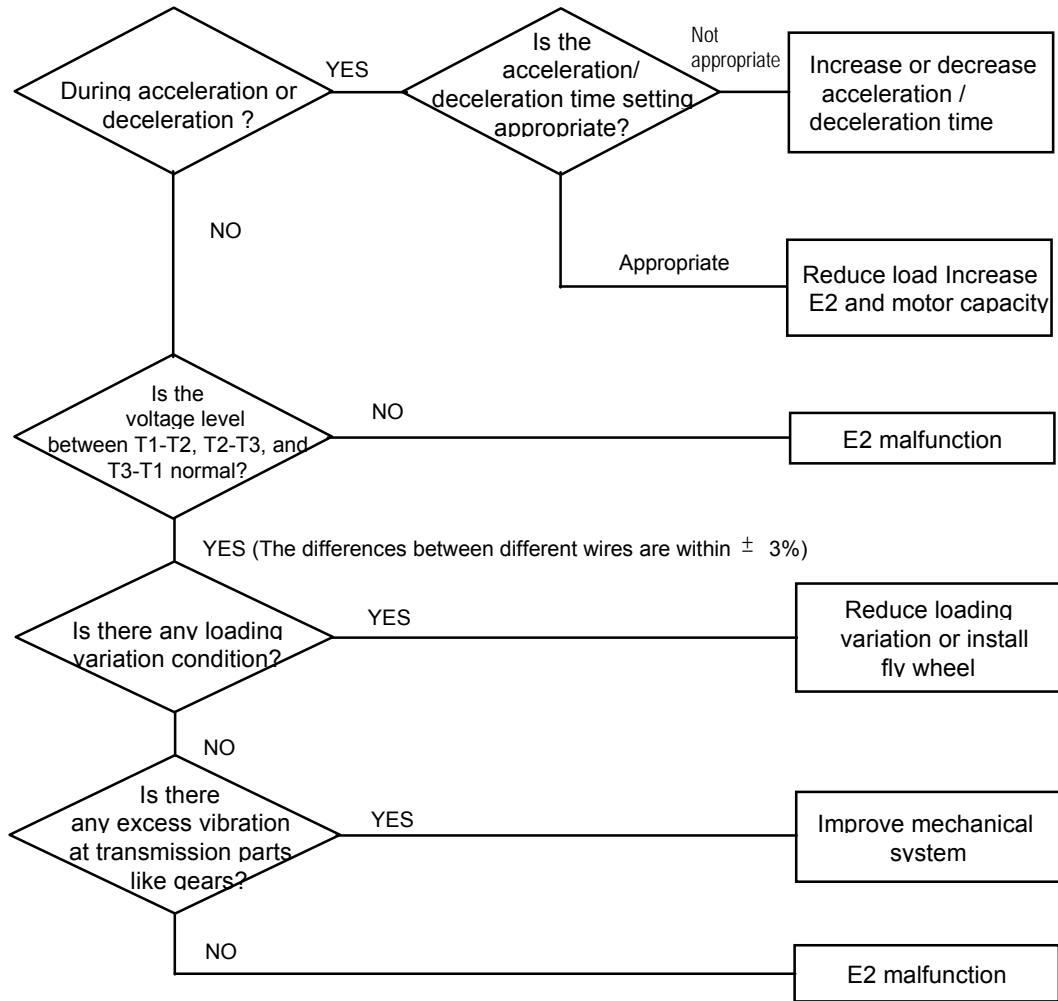 During acceleration or
deceleration ?
YES
Is the
acceleration/
deceleration time setting
appropriate?
Not
appropriate
Increase or decrease
acceleration /
deceleration time
NO
Appropriate
Reduce load Increase
E2 and motor capacity
Is the
voltage level
between T1-T2, T2-T3, and
T3-T1 normal?
NO
E2 malfunction
YES (The differences between different wires are within ± 3%)
Is there any loading
variation condition?
YES
Reduce loading
variation or install
fly wheel
NO
Is there
any excess vibration
at transmission parts
like gears?
YES
Improve mechanical
system
NO
E2 malfunction